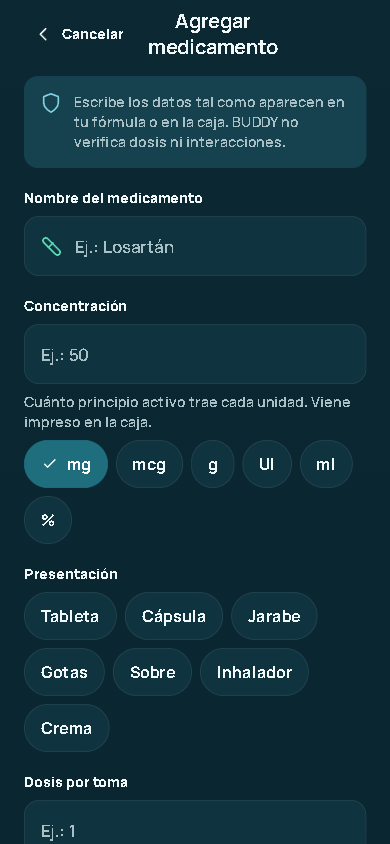 Cancelar
Agregar
medicamento
Escribe los datos tal como aparecen en
tu fórmula o en la caja. BUDDY no
verifica dosis ni interacciones.
Nombre del medicamento
Ej.: Losartán
Concentración
Ej.: 50
Cuánto principio activo trae cada unidad. Viene
impreso en la caja.
mg mcg g UI ml
%
Presentación
Tableta Cápsula Jarabe
Gotas Sobre Inhalador
Crema
Dosis por toma
Ej.: 1